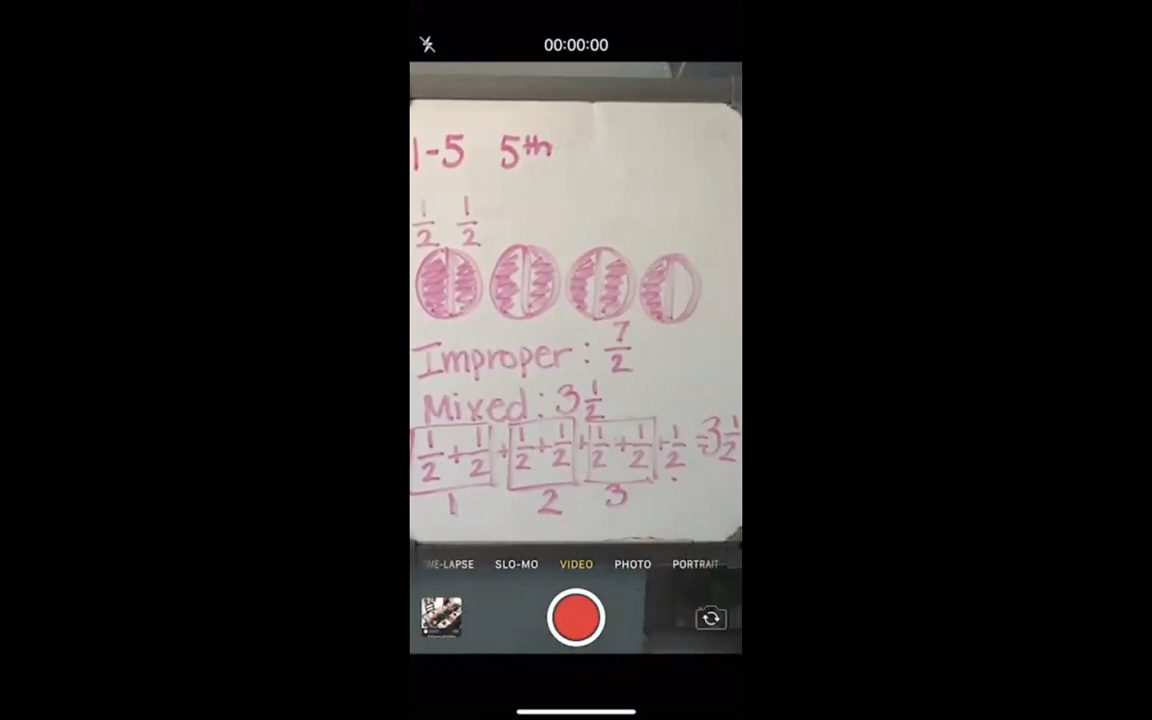 00:00:00
1-5 5th
1/2 1/2
Improper: 7/2
Mixed: 3 1/2
1/2 + 1/2 + 1/2 + 1/2 + 1/2 + 1/2 + 1/2 = 3 1/2
1 2 3
ME-LAPSE SLO-MO VIDEO PHOTO PORTRAIT